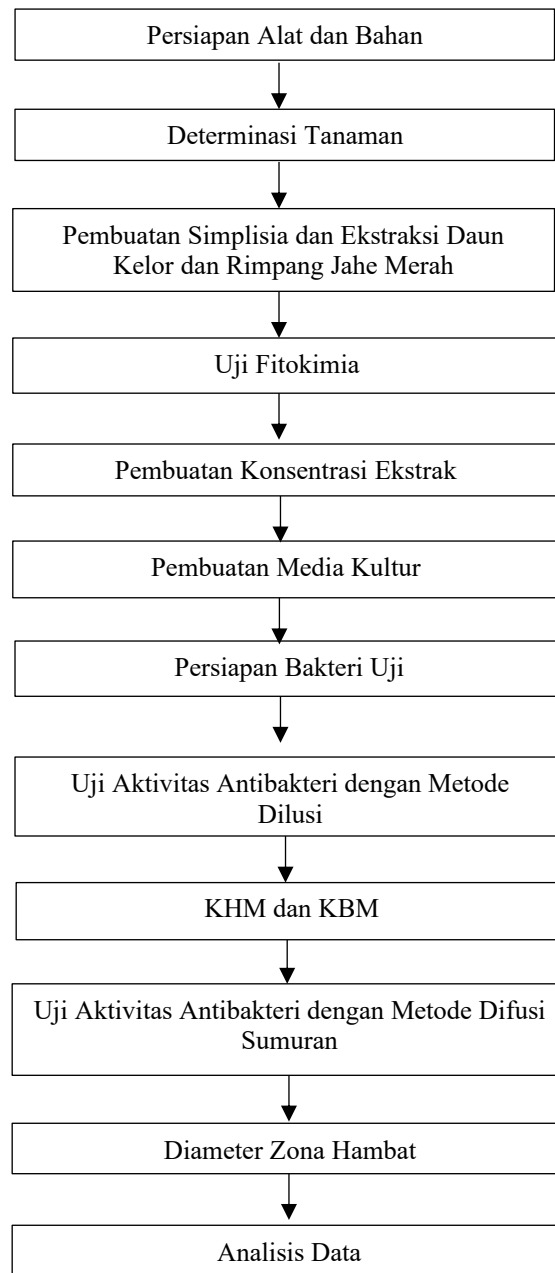 Persiapan Alat dan Bahan
Determinasi Tanaman
Pembuatan Simplisia dan Ekstraksi Daun
Kelor dan Rimpang Jahe Merah
Uji Fitokimia
Pembuatan Konsentrasi Ekstrak
Pembuatan Media Kultur
Persiapan Bakteri Uji
Uji Aktivitas Antibakteri dengan Metode
Dilusi
KHM dan KBM
Uji Aktivitas Antibakteri dengan Metode Difusi
Sumuran
Diameter Zona Hambat
Analisis Data